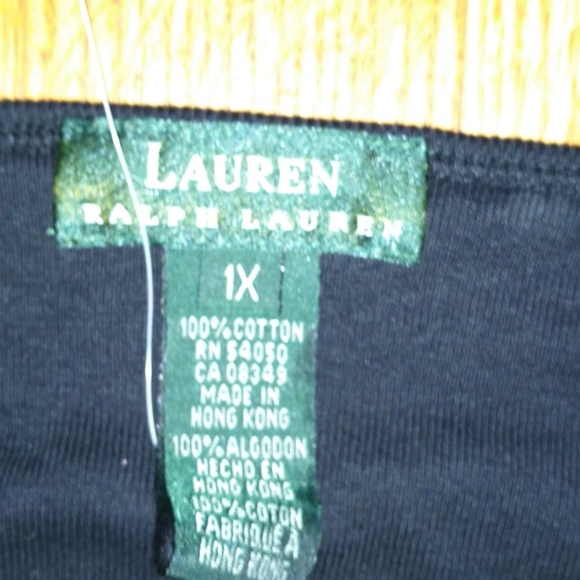 LAUREN
RALPH LAUREN
1X
100% COTTON
RN 54050
CA 08349
MADE IN
HONG KONG
100% ALGODON
HECHO EN
HONG KONG
100% COTON
FABRIQUÉ À
HONG KONG